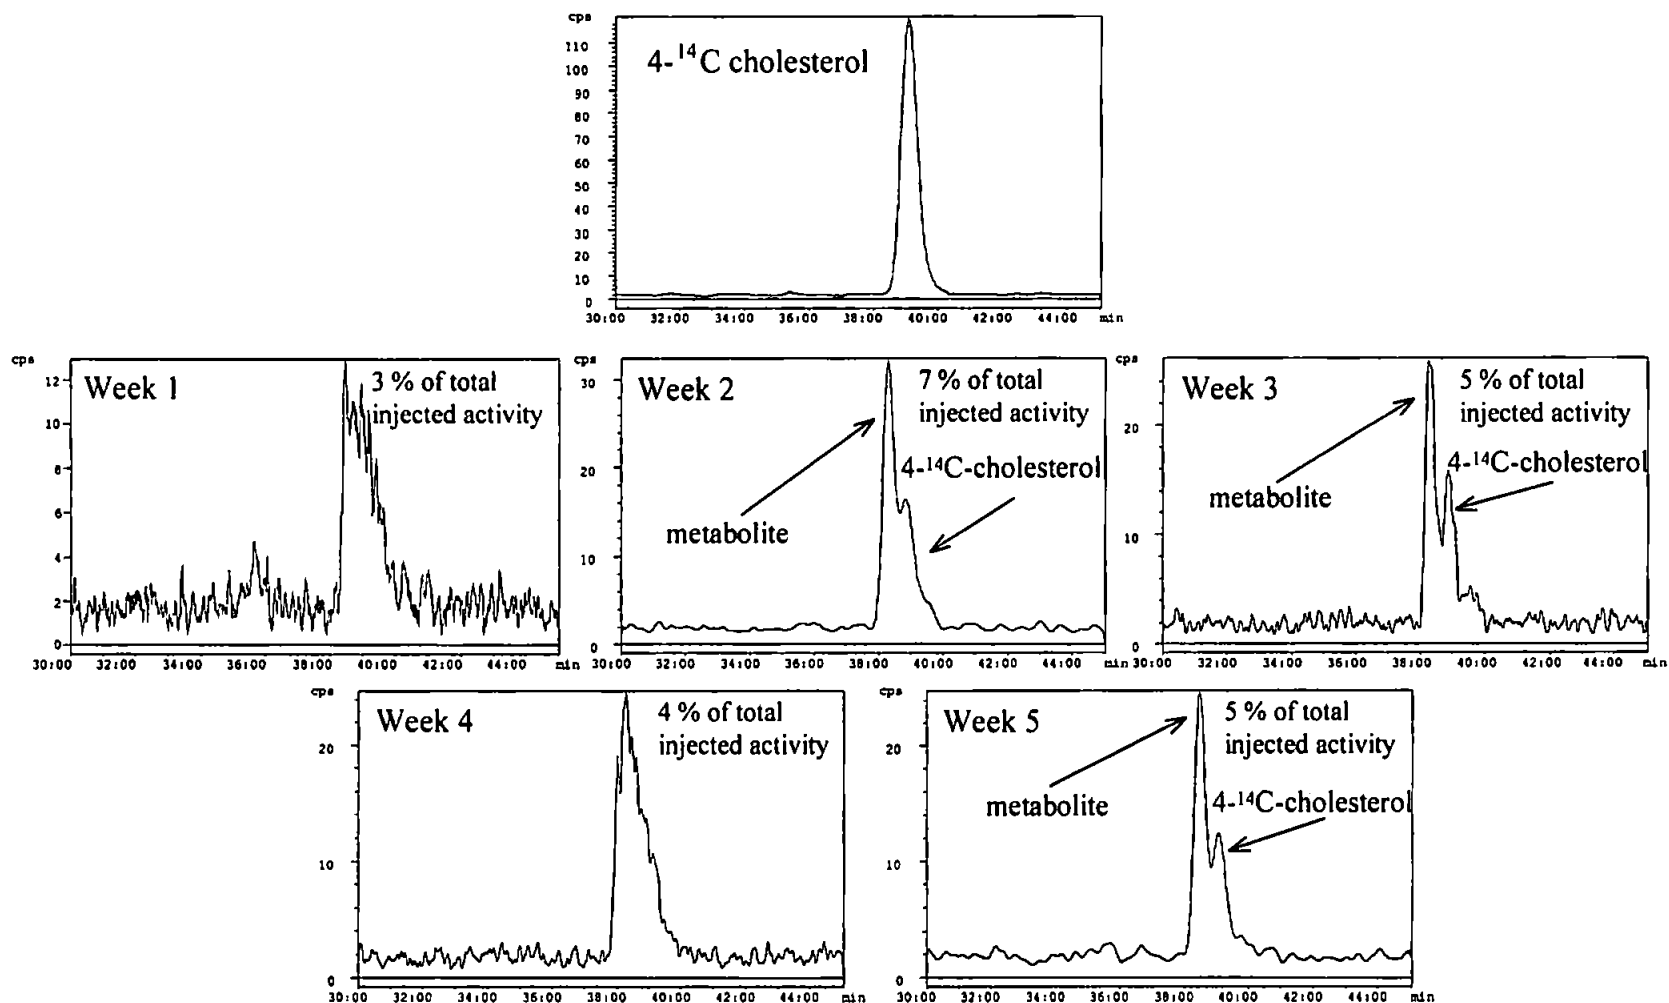 cps
110
100
90
80
70
60
50
40
30
20
10
0
4-¹⁴C cholesterol
30:00 32:00 34:00 36:00 38:00 40:00 42:00 44:00 min
cps
12
10
8
6
4
2
0
Week 1
3 % of total
injected activity
30:00 32:00 34:00 36:00 38:00 40:00 42:00 44:00 min
cps
30
20
10
0
Week 2
7 % of total
injected activity
4-¹⁴C-cholesterol
metabolite
30:00 32:00 34:00 36:00 38:00 40:00 42:00 44:00 min
cps
20
10
0
Week 3
5 % of total
injected activity
4-¹⁴C-cholesterol
metabolite
30:00 32:00 34:00 36:00 38:00 40:00 42:00 44:00 min
cps
20
10
0
Week 4
4 % of total
injected activity
30:00 32:00 34:00 36:00 38:00 40:00 42:00 44:00 min
cps
20
10
0
Week 5
5 % of total
injected activity
metabolite
4-¹⁴C-cholesterol
30:00 32:00 34:00 36:00 38:00 40:00 42:00 44:00 min